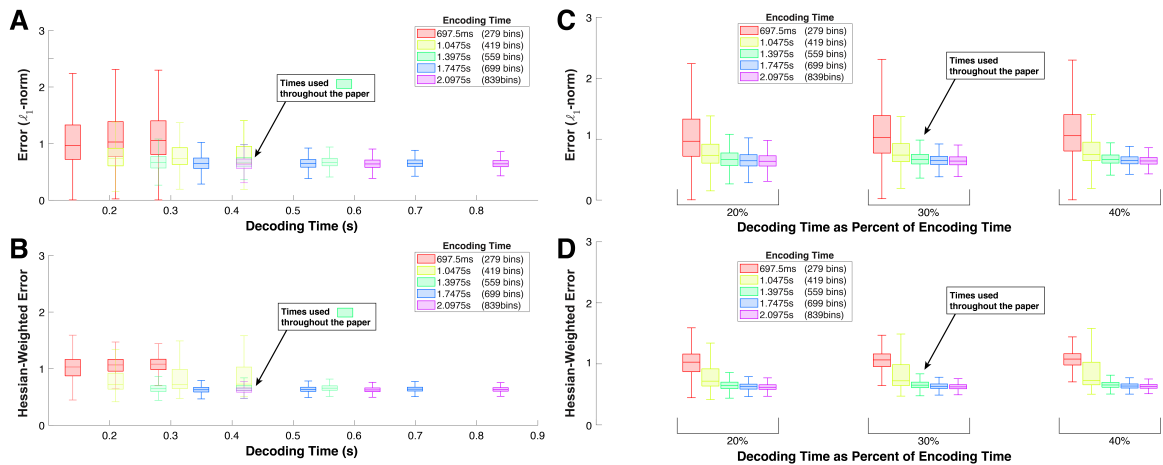 A
Encoding Time
697.5ms (279 bins)
1.0475s (419 bins)
1.3975s (559 bins)
1.7475s (699 bins)
2.0975s (839bins)
Times used
throughout the paper
Error (ℓ1-norm)
3
2
1
0
0.2 0.3 0.4 0.5 0.6 0.7 0.8
Decoding Time (s)
B
Encoding Time
697.5ms (279 bins)
1.0475s (419 bins)
1.3975s (559 bins)
1.7475s (699 bins)
2.0975s (839bins)
Times used
throughout the paper
Hessian-Weighted Error
3
2
1
0
0.2 0.3 0.4 0.5 0.6 0.7 0.8 0.9
Decoding Time (s)
C
Encoding Time
697.5ms (279 bins)
1.0475s (419 bins)
1.3975s (559 bins)
1.7475s (699 bins)
2.0975s (839bins)
Times used
throughout the paper
Error (ℓ1-norm)
3
2
1
0
20% 30% 40%
Decoding Time as Percent of Encoding Time
D
Encoding Time
697.5ms (279 bins)
1.0475s (419 bins)
1.3975s (559 bins)
1.7475s (699 bins)
2.0975s (839bins)
Times used
throughout the paper
Hessian-Weighted Error
3
2
1
0
20% 30% 40%
Decoding Time as Percent of Encoding Time